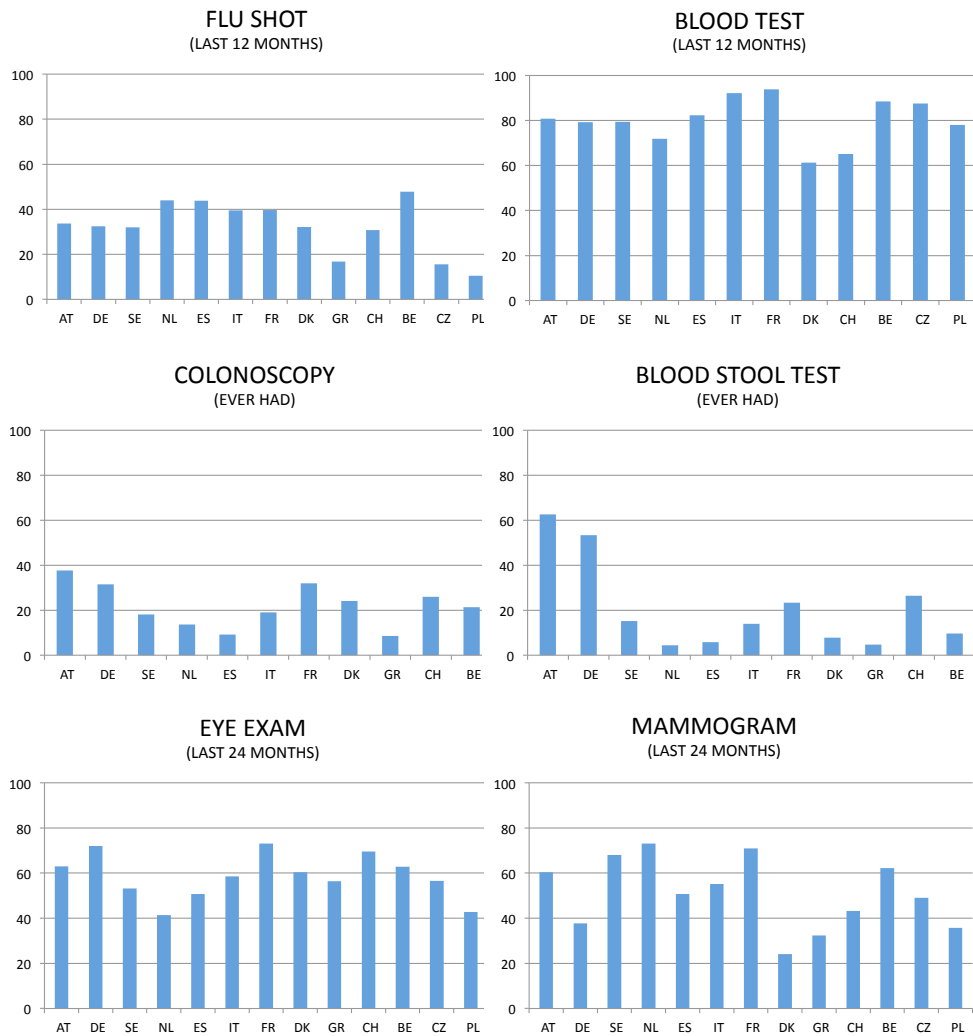 FLU SHOT
(LAST 12 MONTHS)
100
80
60
40
20
0
AT DE SE NL ES IT FR DK GR CH BE CZ PL
BLOOD TEST
(LAST 12 MONTHS)
100
80
60
40
20
0
AT DE SE NL ES IT FR DK CH BE CZ PL
COLONOSCOPY
(EVER HAD)
100
80
60
40
20
0
AT DE SE NL ES IT FR DK GR CH BE
BLOOD STOOL TEST
(EVER HAD)
100
80
60
40
20
0
AT DE SE NL ES IT FR DK GR CH BE
EYE EXAM
(LAST 24 MONTHS)
100
80
60
40
20
0
AT DE SE NL ES IT FR DK GR CH BE CZ PL
MAMMOGRAM
(LAST 24 MONTHS)
100
80
60
40
20
0
AT DE SE NL ES IT FR DK GR CH BE CZ PL